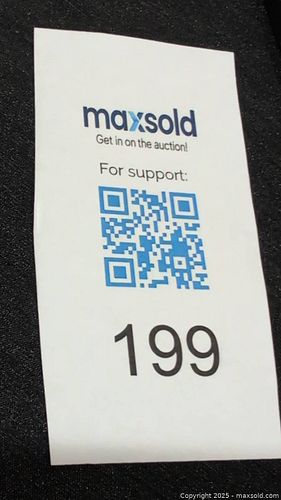 maxsold
Get in on the auction!
For support:
199
Copyright 2025 - maxsold.com